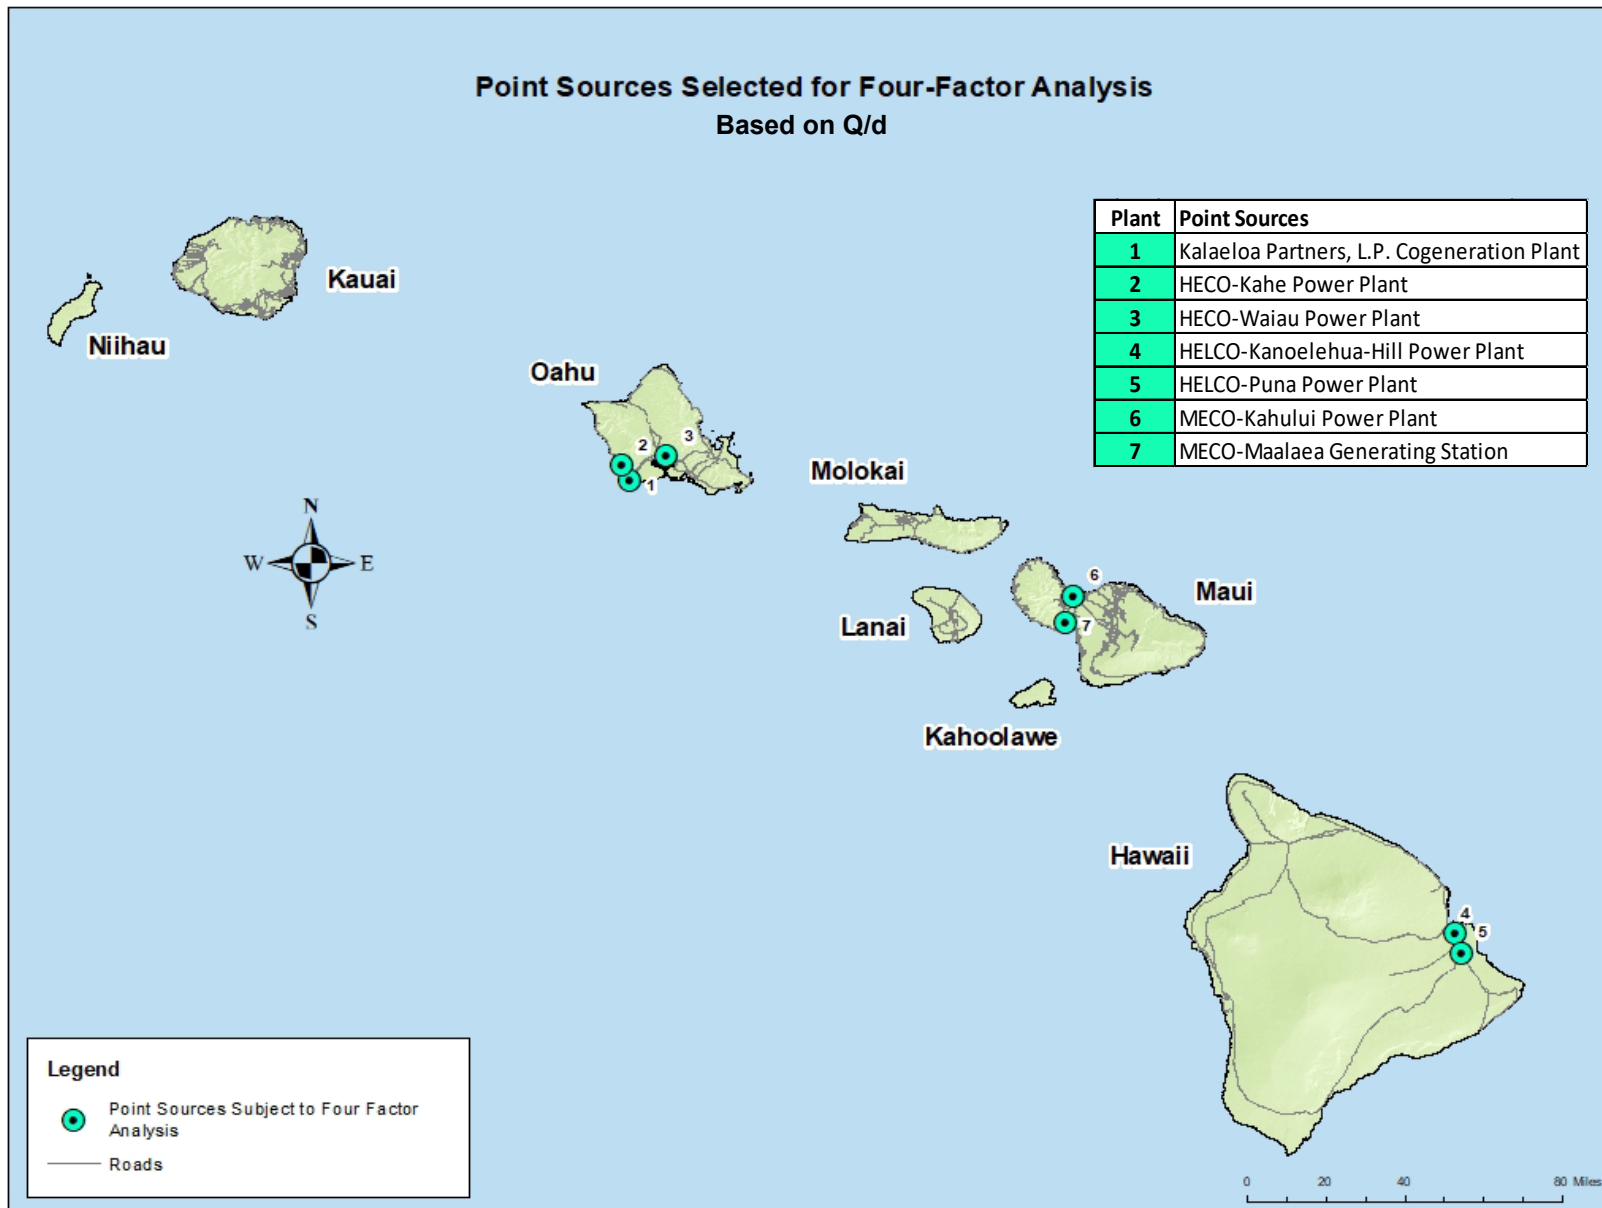 Point Sources Selected for Four-Factor Analysis
Based on Q/d
Plant Point Sources
1 Kalaeloa Partners, L.P. Cogeneration Plant
2 HECO-Kahe Power Plant
3 HECO-Waiau Power Plant
4 HELCO-Kanoelehua-Hill Power Plant
5 HELCO-Puna Power Plant
6 MECO-Kahului Power Plant
7 MECO-Maalaea Generating Station
Kauai
Niihau
Oahu
2 3
1
Molokai
N
W E
S
6
Maui
Lanai
7
Kahoolawe
Hawaii
4
5
Legend
Point Sources Subject to Four Factor
Analysis
Roads
0 20 40 80 Miles